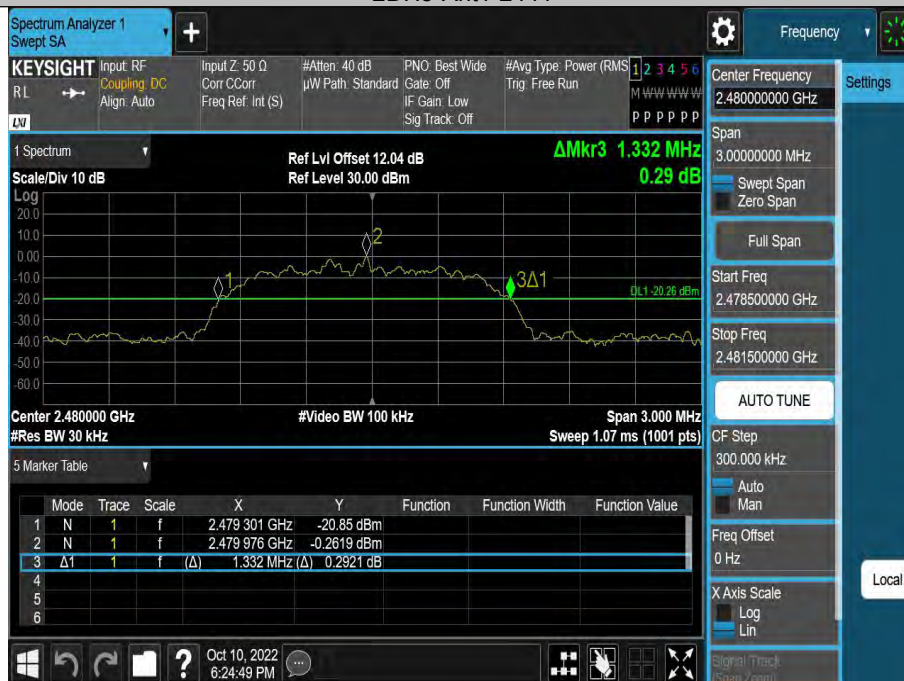 Spectrum Analyzer 1
Swept SA
Frequency
KEYSIGHT
RL
LXI
Input: RF
Coupling: DC
Align: Auto
Input Z: 50 Ω
Corr CCorr
Freq Ref: Int (S)
#Atten: 40 dB
µW Path: Standard
PNO: Best Wide
Gate: Off
IF Gain: Low
Sig Track: Off
#Avg Type: Power (RMS
Trig: Free Run
1 2 3 4 5 6
M W W W W W
P P P P P P
Center Frequency
2.480000000 GHz
Settings
Span
3.00000000 MHz
Swept Span
Zero Span
Full Span
Start Freq
2.478500000 GHz
Stop Freq
2.481500000 GHz
AUTO TUNE
CF Step
300.000 kHz
Auto
Man
Freq Offset
0 Hz
X Axis Scale
Log
Lin
Signal Track
(Span Zoom)
Local
1 Spectrum
Scale/Div 10 dB
Ref Lvl Offset 12.04 dB
Ref Level 30.00 dBm
ΔMkr3 1.332 MHz
0.29 dB
Log
20.0
10.0
0.00
-10.0
-20.0
-30.0
-40.0
-50.0
-60.0
1
2
3Δ1
DL1 -20.26 dBm
Center 2.480000 GHz
#Res BW 30 kHz
#Video BW 100 kHz
Span 3.000 MHz
Sweep 1.07 ms (1001 pts)
5 Marker Table
Mode Trace Scale X Y Function Function Width Function Value
1 N 1 f 2.479 301 GHz -20.85 dBm
2 N 1 f 2.479 976 GHz -0.2619 dBm
3 Δ1 1 f (Δ) 1.332 MHz (Δ) 0.2921 dB
4
5
6
Oct 10, 2022
6:24:49 PM